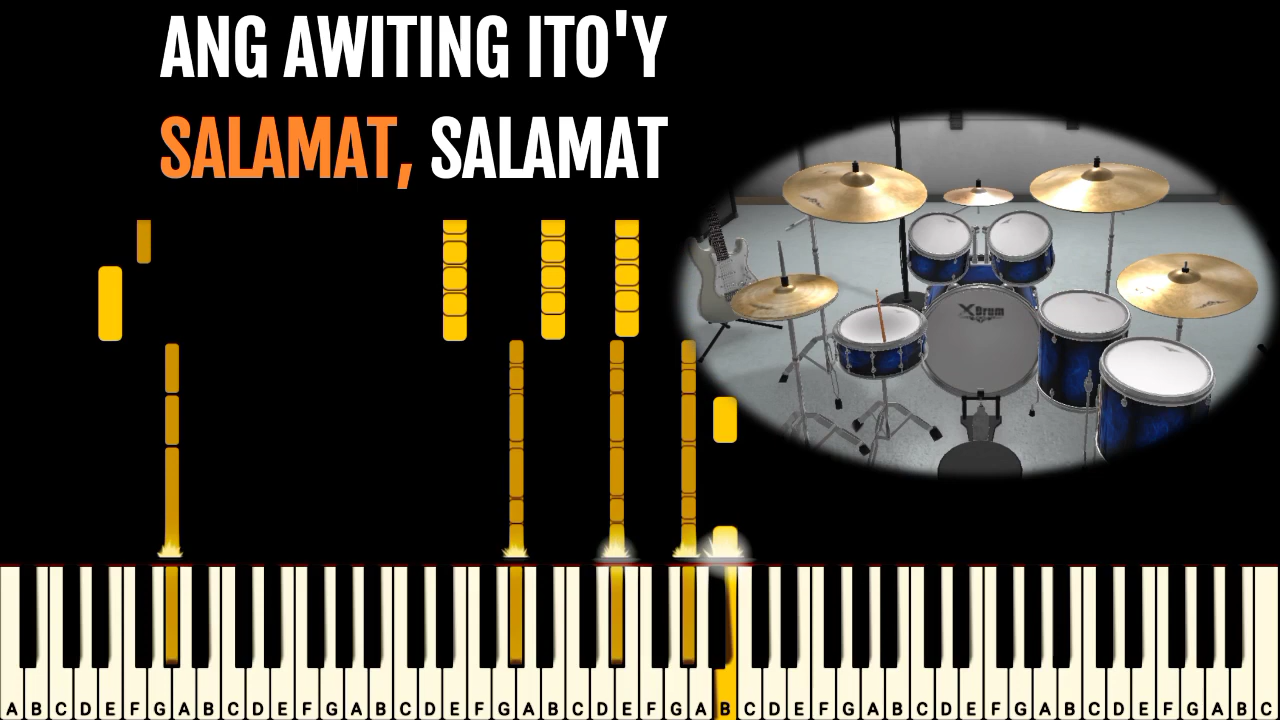 ANG AWITING ITO'Y
SALAMAT, SALAMAT
XDrum
A B C D E F G A B C D E F G A B C D E F G A B C D E F G A B C D E F G A B C D E F G A B C D E F G A B C